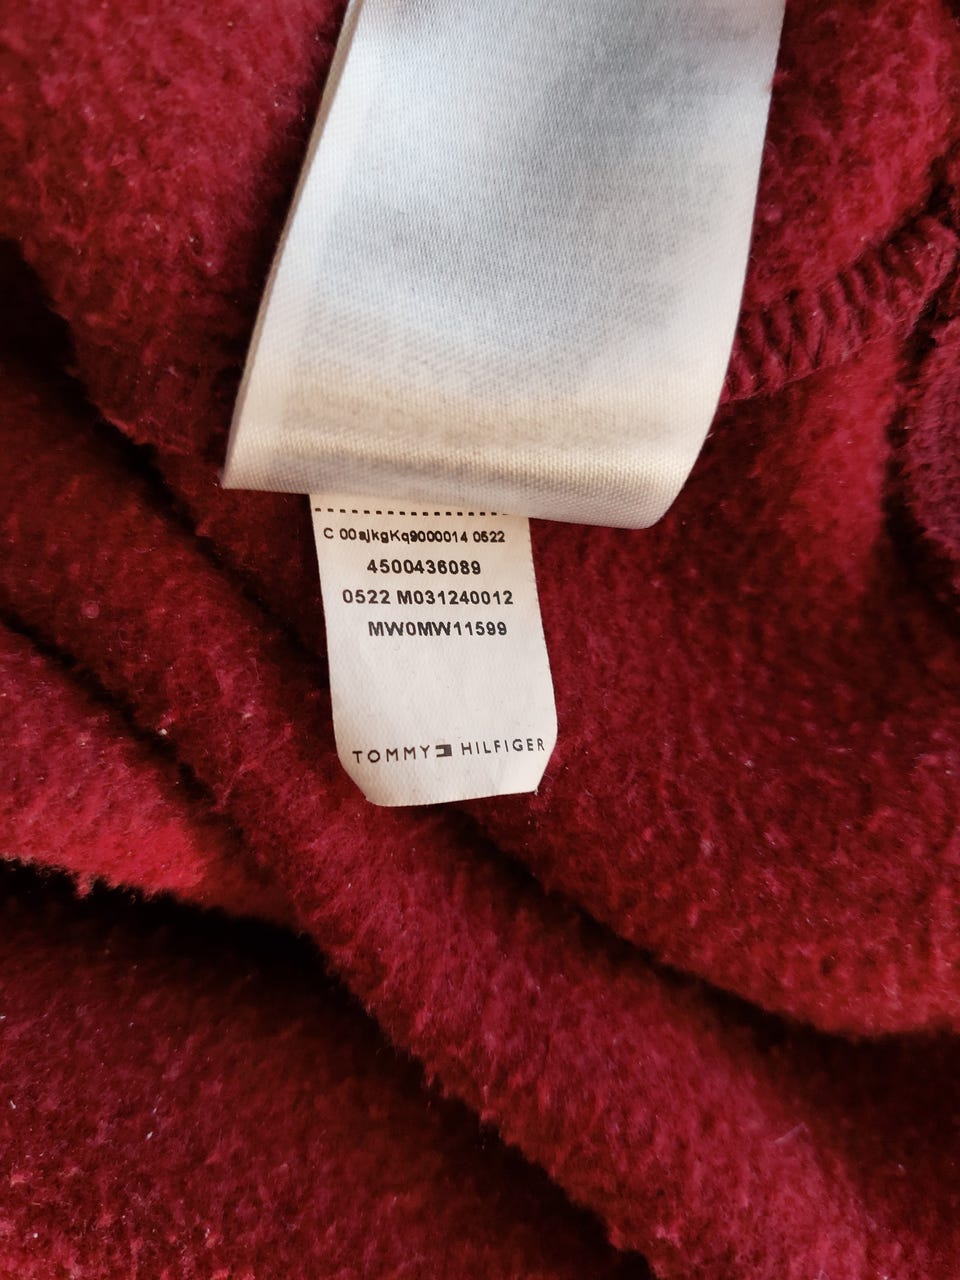 C 00ajkgKq9000014 0522
4500436089
0522 M031240012
MW0MW11599
TOMMY HILFIGER